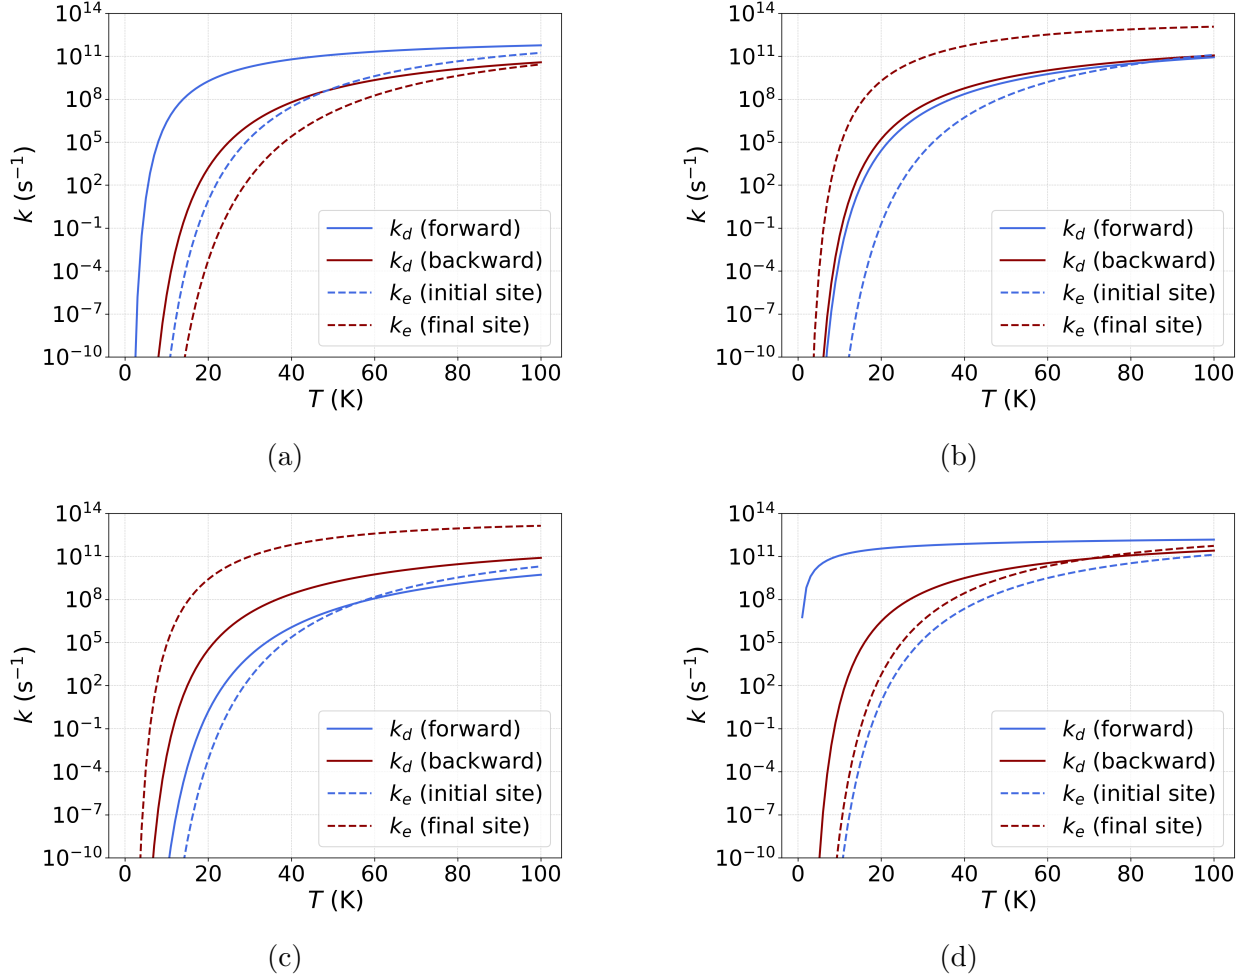 10^14
10^11
10^8
10^5
10^2
10^−1
10^−4
10^−7
10^−10
k (s^−1)
0 20 40 60 80 100
T (K)
k_d (forward)
k_d (backward)
k_e (initial site)
k_e (final site)
(a)
10^14
10^11
10^8
10^5
10^2
10^−1
10^−4
10^−7
10^−10
k (s^−1)
0 20 40 60 80 100
T (K)
k_d (forward)
k_d (backward)
k_e (initial site)
k_e (final site)
(b)
10^14
10^11
10^8
10^5
10^2
10^−1
10^−4
10^−7
10^−10
k (s^−1)
0 20 40 60 80 100
T (K)
k_d (forward)
k_d (backward)
k_e (initial site)
k_e (final site)
(c)
10^14
10^11
10^8
10^5
10^2
10^−1
10^−4
10^−7
10^−10
k (s^−1)
0 20 40 60 80 100
T (K)
k_d (forward)
k_d (backward)
k_e (initial site)
k_e (final site)
(d)